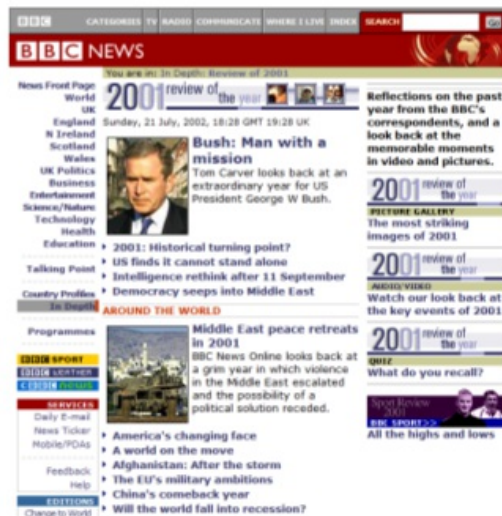 BBC CATEGORIES TV RADIO COMMUNICATE WHERE I LIVE INDEX SEARCH Go
BBC NEWS
You are in: In Depth: Review of 2001
News Front Page
World
UK
England
N Ireland
Scotland
Wales
UK Politics
Business
Entertainment
Science/Nature
Technology
Health
Education
Talking Point
Country Profiles
In Depth
Programmes
BBC SPORT
BBC WEATHER
CBBC news
SERVICES
Daily E-mail
News Ticker
Mobile/PDAs
Feedback
Help
EDITIONS
Change to World
2001 review of the year
Sunday, 21 July, 2002, 18:28 GMT 19:28 UK
Bush: Man with a
mission
Tom Carver looks back at an
extraordinary year for US
President George W Bush.
2001: Historical turning point?
US finds it cannot stand alone
Intelligence rethink after 11 September
Democracy seeps into Middle East
AROUND THE WORLD
Middle East peace retreats
in 2001
BBC News Online looks back at
a grim year in which violence
in the Middle East escalated
and the possibility of a
political solution receded.
America's changing face
A world on the move
Afghanistan: After the storm
The EU's military ambitions
China's comeback year
Will the world fall into recession?
Reflections on the past
year from the BBC's
correspondents, and a
look back at the
memorable moments
in video and pictures.
2001 review of the year
PICTURE GALLERY
The most striking
images of 2001
2001 review of the year
AUDIO/VIDEO
Watch our look back at
the key events of 2001
2001 review of the year
QUIZ
What do you recall?
Sport Review
2001
BBC SPORT>>
All the highs and lows